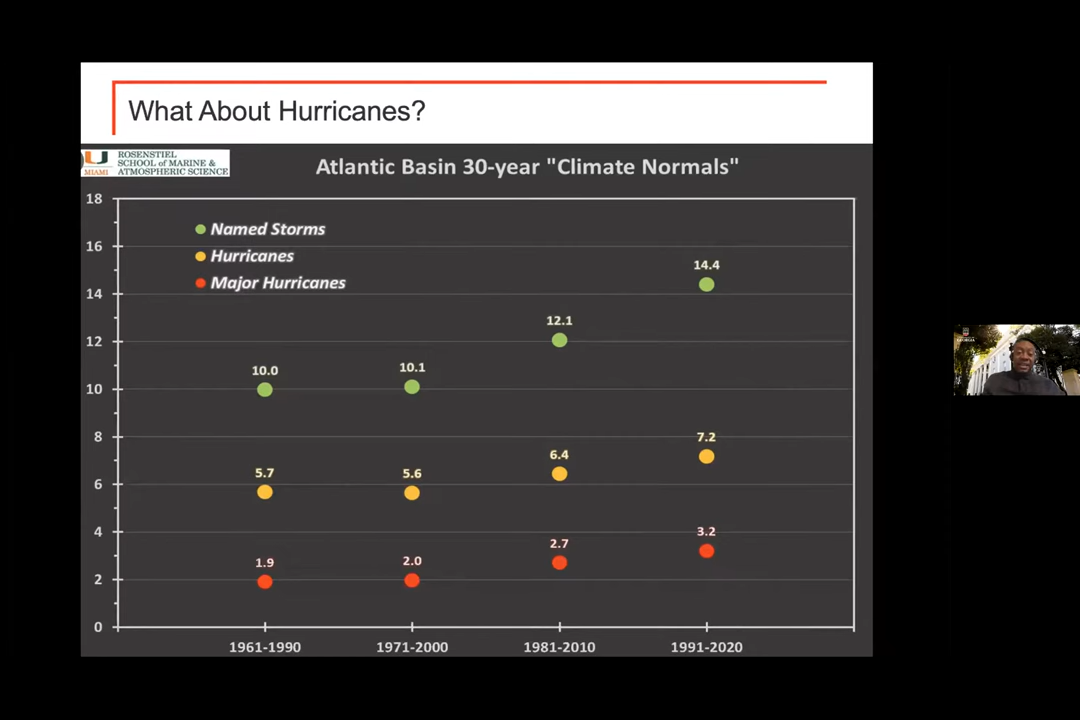 What About Hurricanes?
U
MIAMI
ROSENSTIEL
SCHOOL of MARINE &
ATMOSPHERIC SCIENCE
Atlantic Basin 30-year "Climate Normals"
18
16
14
12
10
8
6
4
2
0
Named Storms
Hurricanes
Major Hurricanes
10.0
10.1
12.1
14.4
5.7
5.6
6.4
7.2
1.9
2.0
2.7
3.2
1961-1990
1971-2000
1981-2010
1991-2020
GEORGIA